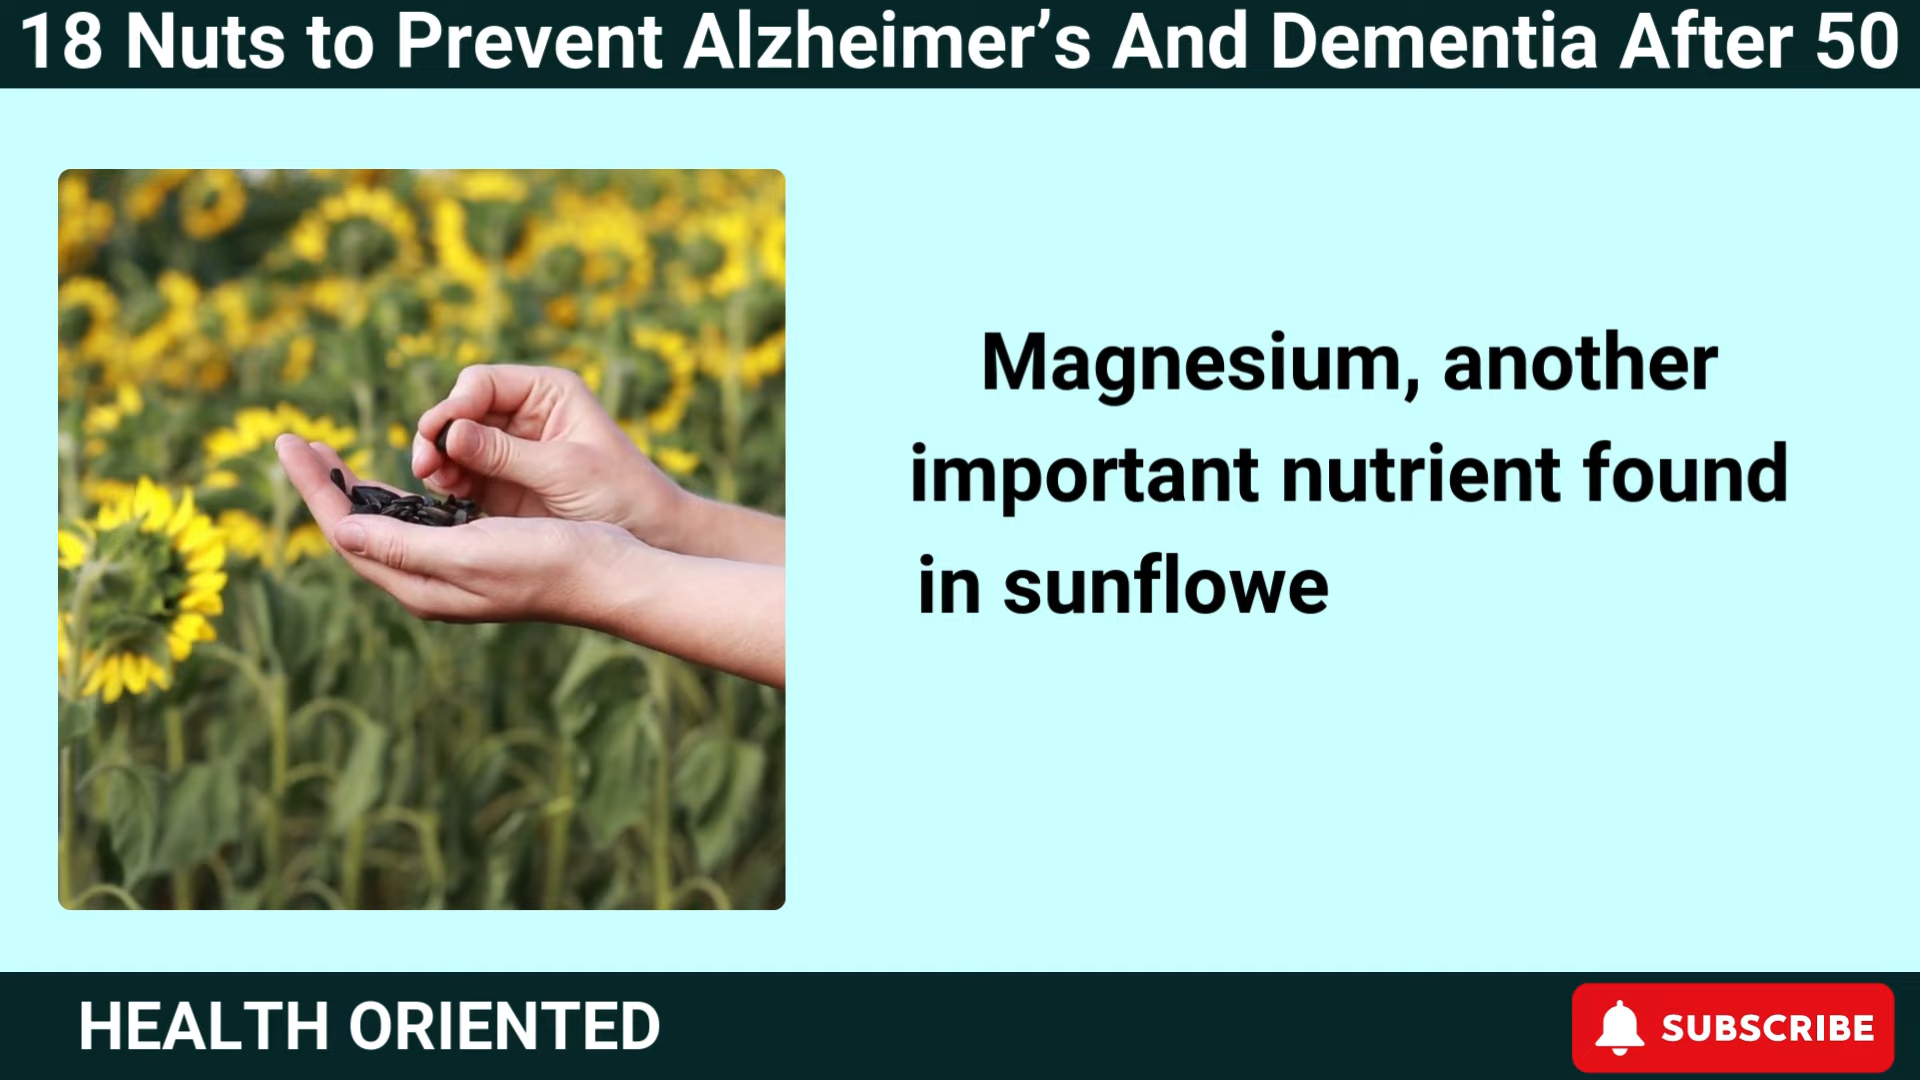 18 Nuts to Prevent Alzheimer’s And Dementia After 50
Magnesium, another
important nutrient found
in sunflowe
HEALTH ORIENTED
SUBSCRIBE